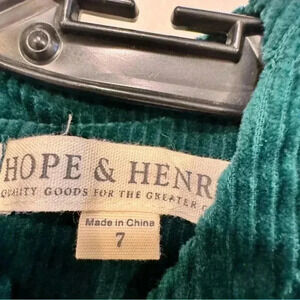 HOPE & HENR
QUALITY GOODS FOR THE GREATER
Made in China
7